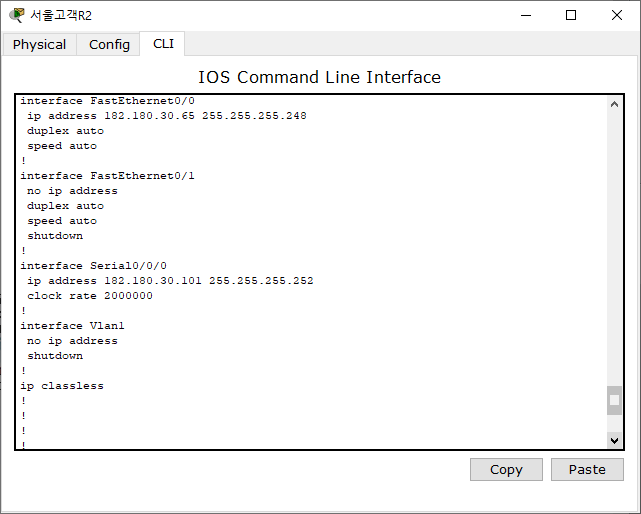 서울고객R2
Physical Config CLI
IOS Command Line Interface
interface FastEthernet0/0
ip address 182.180.30.65 255.255.255.248
duplex auto
speed auto
!
interface FastEthernet0/1
no ip address
duplex auto
speed auto
shutdown
!
interface Serial0/0/0
ip address 182.180.30.101 255.255.255.252
clock rate 2000000
!
interface Vlan1
no ip address
shutdown
!
ip classless
!
!
!
!
Copy Paste